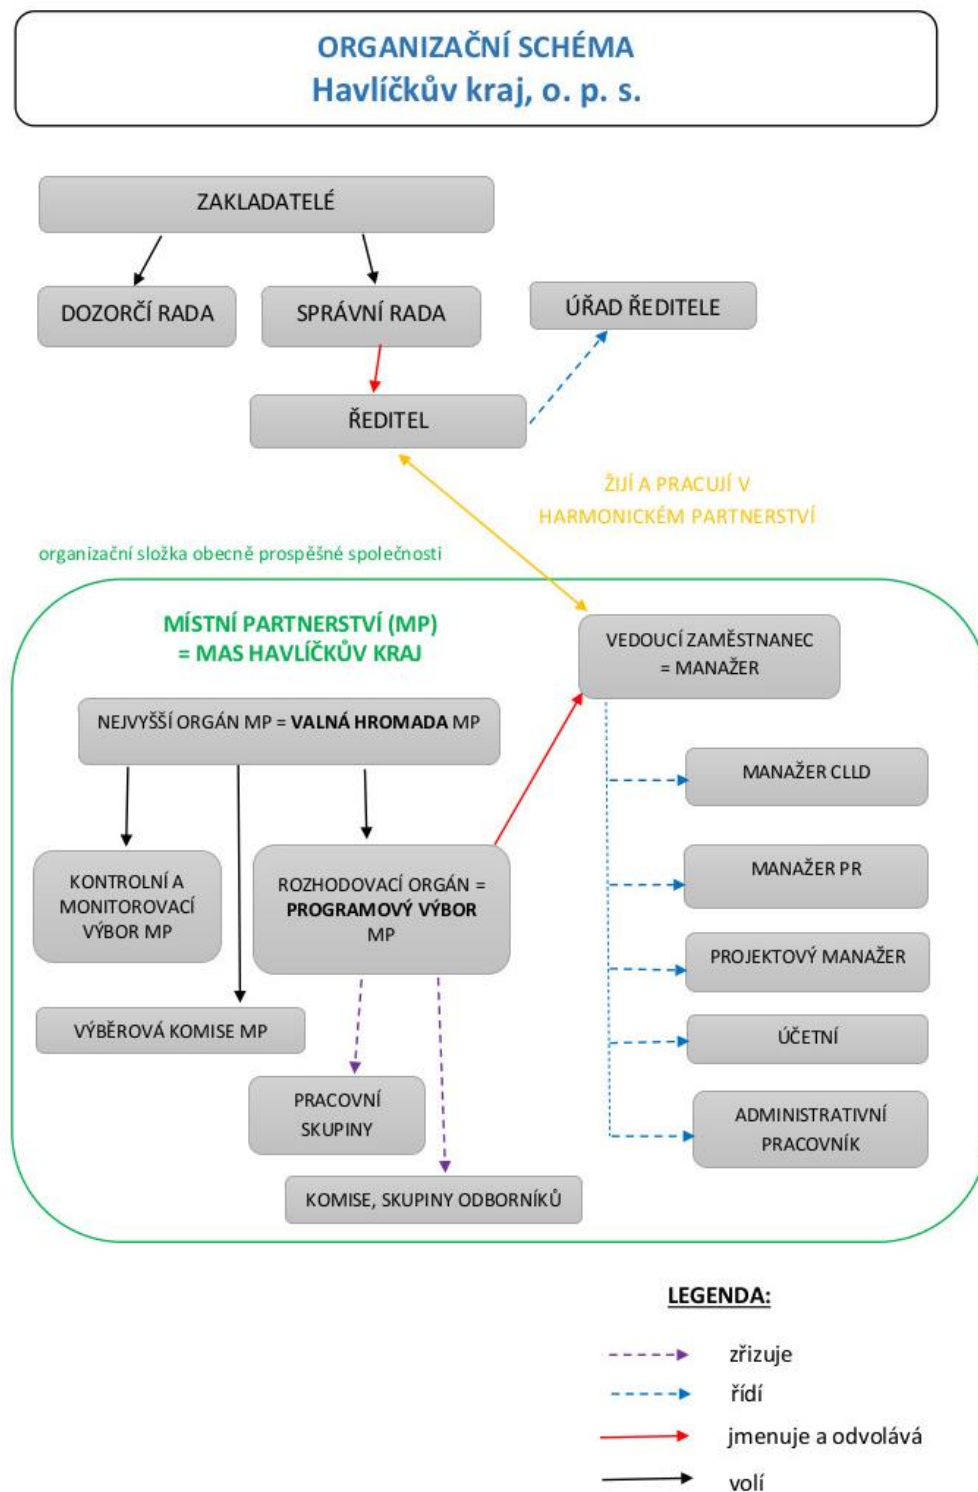 ORGANIZAČNÍ SCHÉMA
Havlíčkův kraj, o. p. s.
ZAKLADATELÉ
DOZORČÍ RADA
SPRÁVNÍ RADA
ÚŘAD ŘEDITELE
ŘEDITEL
ŽIJÍ A PRACUJÍ V
HARMONICKÉM PARTNERSTVÍ
organizační složka obecně prospěšné společnosti
MÍSTNÍ PARTNERSTVÍ (MP)
= MAS HAVLÍČKŮV KRAJ
VEDOUCÍ ZAMĚSTNANEC
= MANAŽER
NEJVYŠŠÍ ORGÁN MP = VALNÁ HROMADA MP
MANAŽER CLLD
KONTROLNÍ A
MONITOROVACÍ
VÝBOR MP
ROZHODOVACÍ ORGÁN =
PROGRAMOVÝ VÝBOR
MP
MANAŽER PR
PROJEKTOVÝ MANAŽER
VÝBĚROVÁ KOMISE MP
ÚČETNÍ
PRACOVNÍ
SKUPINY
ADMINISTRATIVNÍ
PRACOVNÍK
KOMISE, SKUPINY ODBORNÍKŮ
LEGENDA:
zřizuje
řídí
jmenuje a odvolává
volí